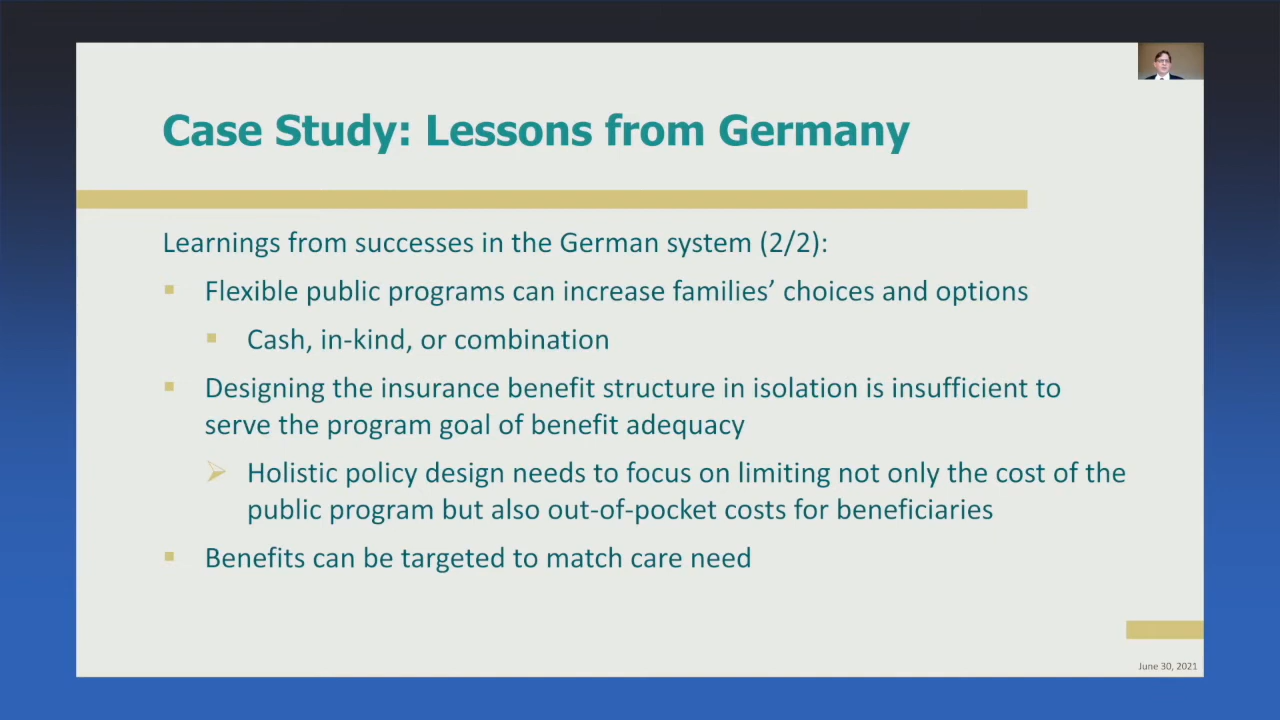 Case Study: Lessons from Germany
Learnings from successes in the German system (2/2):
Flexible public programs can increase families’ choices and options
Cash, in-kind, or combination
Designing the insurance benefit structure in isolation is insufficient to
serve the program goal of benefit adequacy
Holistic policy design needs to focus on limiting not only the cost of the
public program but also out-of-pocket costs for beneficiaries
Benefits can be targeted to match care need
June 30, 2021